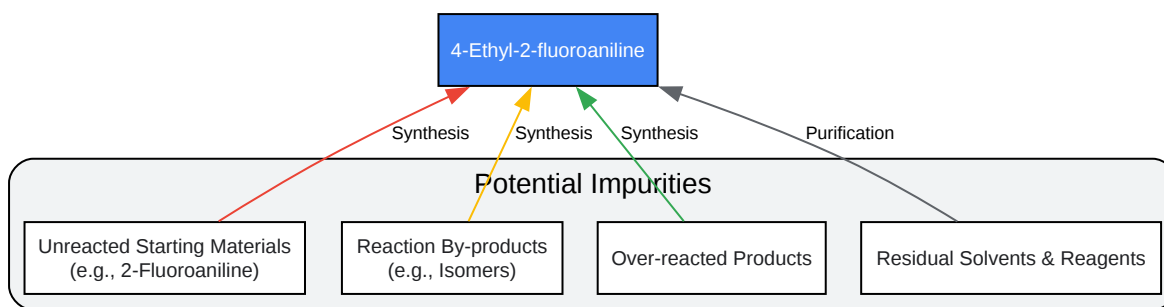 4-Ethyl-2-fluoroaniline
Synthesis
Synthesis
Synthesis
Purification
Potential Impurities
Unreacted Starting Materials
(e.g., 2-Fluoroaniline)
Reaction By-products
(e.g., Isomers)
Over-reacted Products
Residual Solvents & Reagents